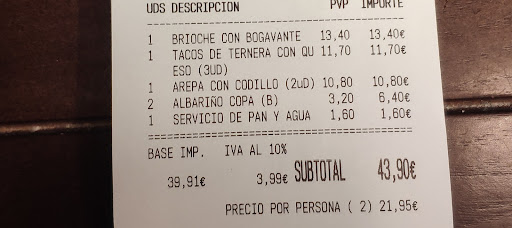 UDS DESCRIPCION PVP IMPORTE
==========================================
1 BRIOCHE CON BOGAVANTE 13,40 13,40€
1 TACOS DE TERNERA CON QU 11,70 11,70€
ESO (3UD)
1 AREPA CON CODILLO (2uD) 10,80 10,80€
2 ALBARIÑO COPA (B) 3,20 6,40€
1 SERVICIO DE PAN Y AGUA 1,60 1,60€
==========================================
BASE IMP. IVA AL 10%
39,91€ 3,99€ SUBTOTAL 43,90€
PRECIO POR PERSONA ( 2) 21,95€